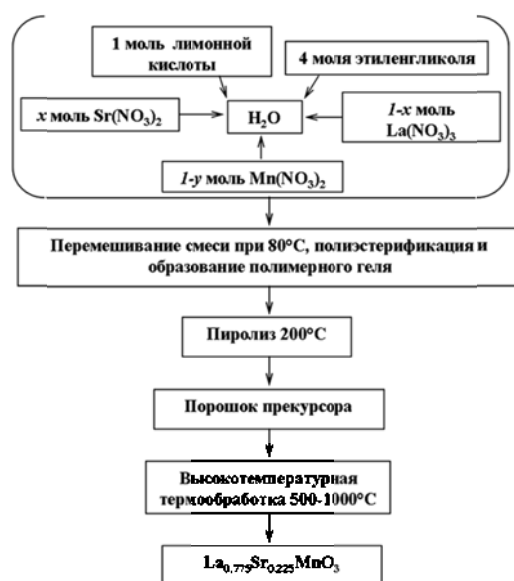 1 моль лимонной
кислоты
4 моля этиленгликоля
x моль Sr(NO₃)₂
H₂O
1-x моль
La(NO₃)₃
1-y моль Mn(NO₃)₂
Перемешивание смеси при 80°C, полиэстерификация и
образование полимерного геля
Пиролиз 200°C
Порошок прекурсора
Высокотемпературная
термообработка 500-1000°C
La₀,₇₇₅Sr₀,₂₂₅MnO₃